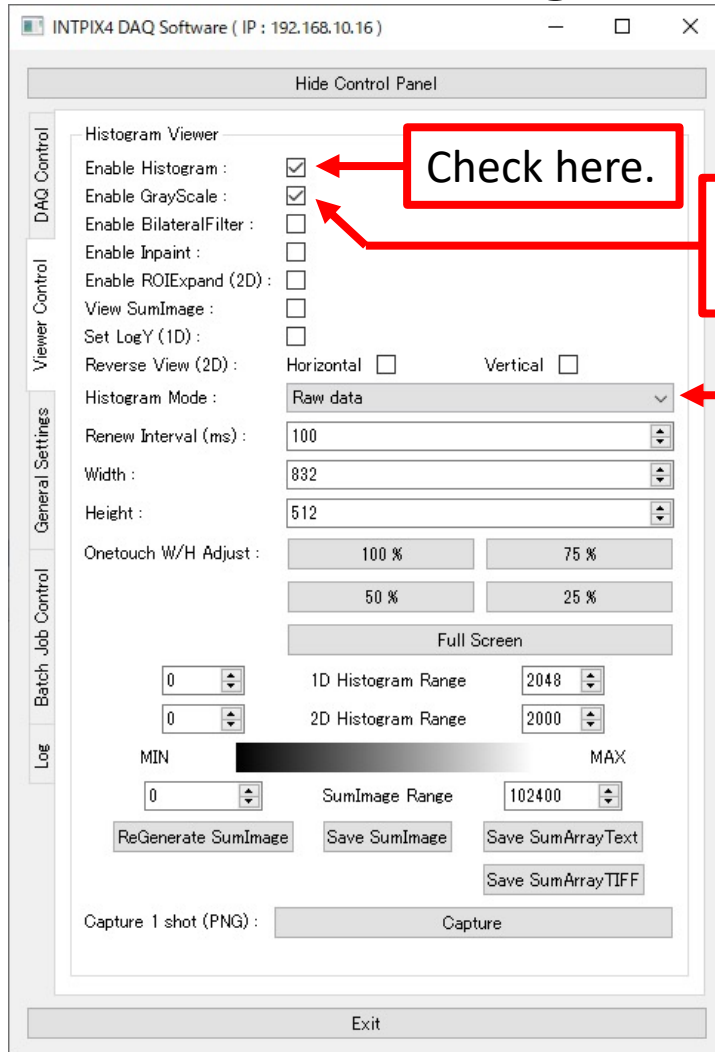 INTPIX4 DAQ Software ( IP : 192.168.10.16 )
Hide Control Panel
DAQ Control
Viewer Control
General Settings
Batch Job Control
Log
Histogram Viewer
Enable Histogram :
Check here.
Enable GrayScale :
Enable BilateralFilter :
Enable Inpaint :
Enable ROIExpand (2D) :
View SumImage :
Set LogY (1D) :
Reverse View (2D) : Horizontal Vertical
Histogram Mode : Raw data
Renew Interval (ms) : 100
Width : 832
Height : 512
Onetouch W/H Adjust : 100 % 75 %
50 % 25 %
Full Screen
0 1D Histogram Range 2048
0 2D Histogram Range 2000
MIN MAX
0 SumImage Range 102400
ReGenerate SumImage Save SumImage Save SumArrayText
Save SumArrayTIFF
Capture 1 shot (PNG) : Capture
Exit